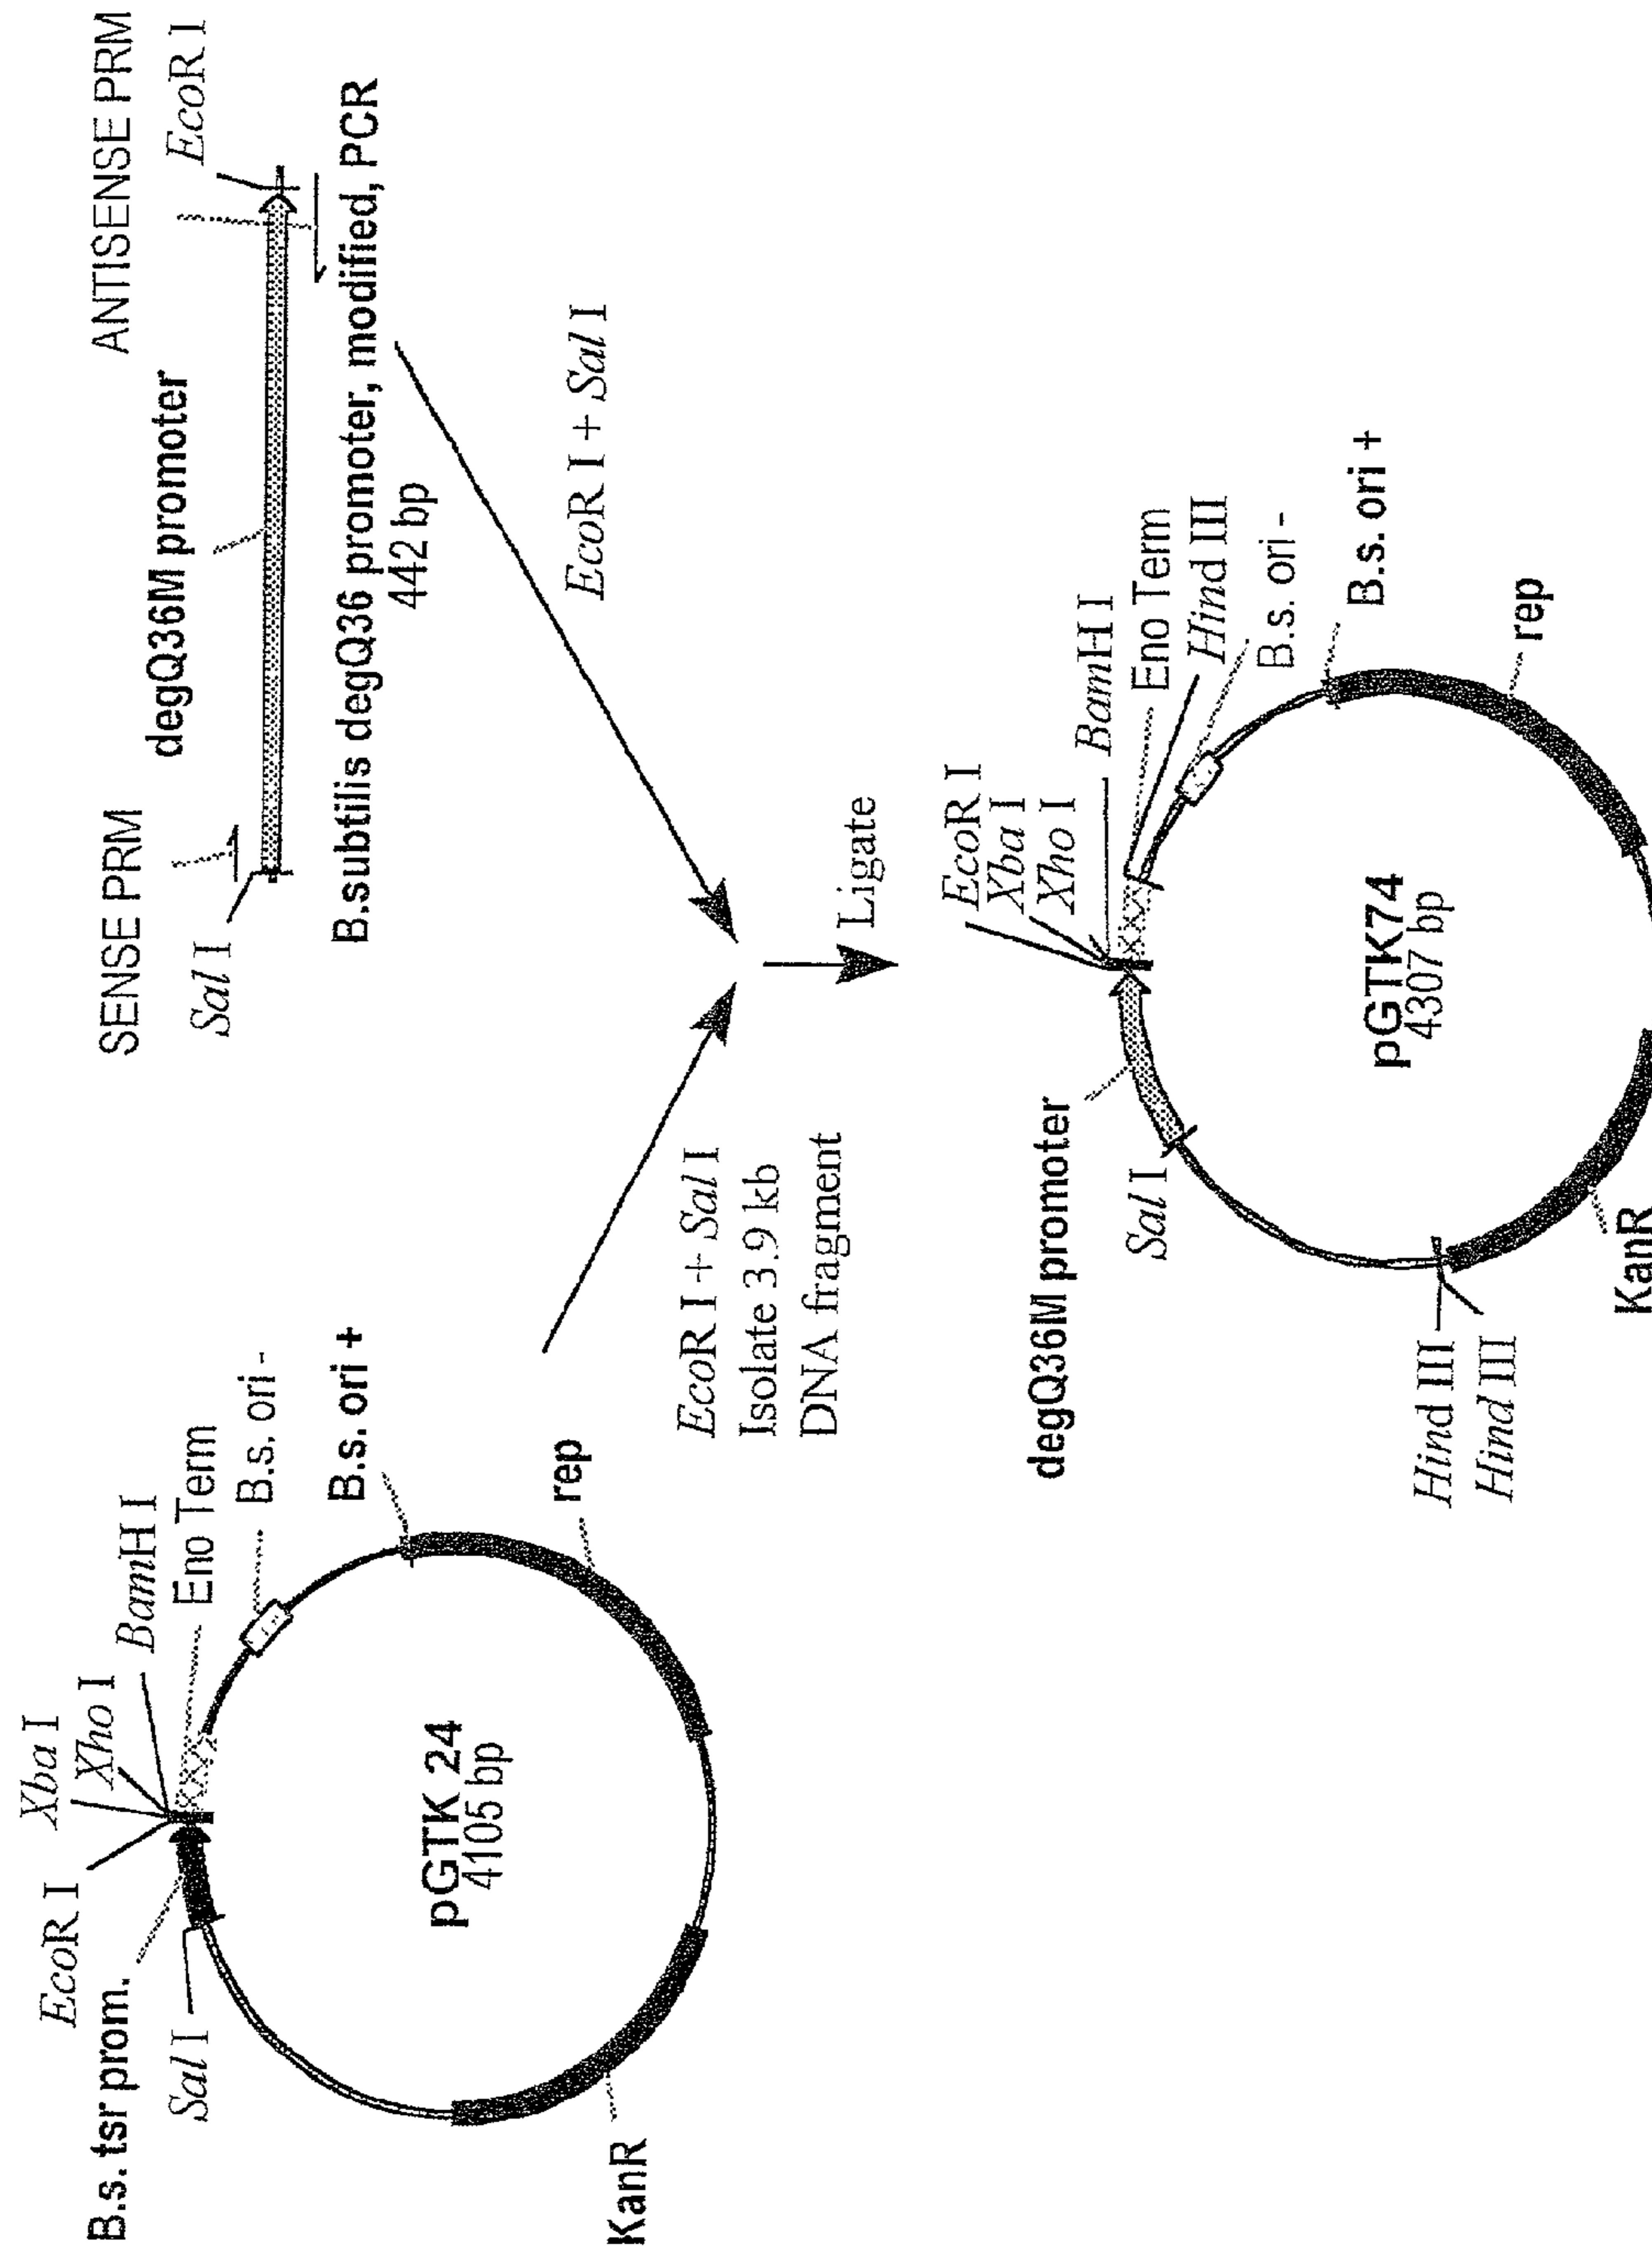 SENSE PRM
ANTISENSE PRM
degQ36M promoter
Sal I
EcoR I
B.subtilis degQ36 promoter, modified, PCR
442 bp
EcoR I + Sal I
Xba I
EcoR I
Xho I
BamH I
B.s. tsr prom.
Sal I
Eno Term
B.s. ori -
B.s. ori +
rep
pGTK 24
4105 bp
KanR
EcoR I + Sal I
Isolate 3.9 kb
DNA fragment
Ligate
EcoR I
Xba I
Xho I
BamH I
degQ36M promoter
Sal I
Eno Term
Hind III
B.s. ori -
B.s. ori +
rep
pGTK74
4307 bp
Hind III
Hind III
KanR